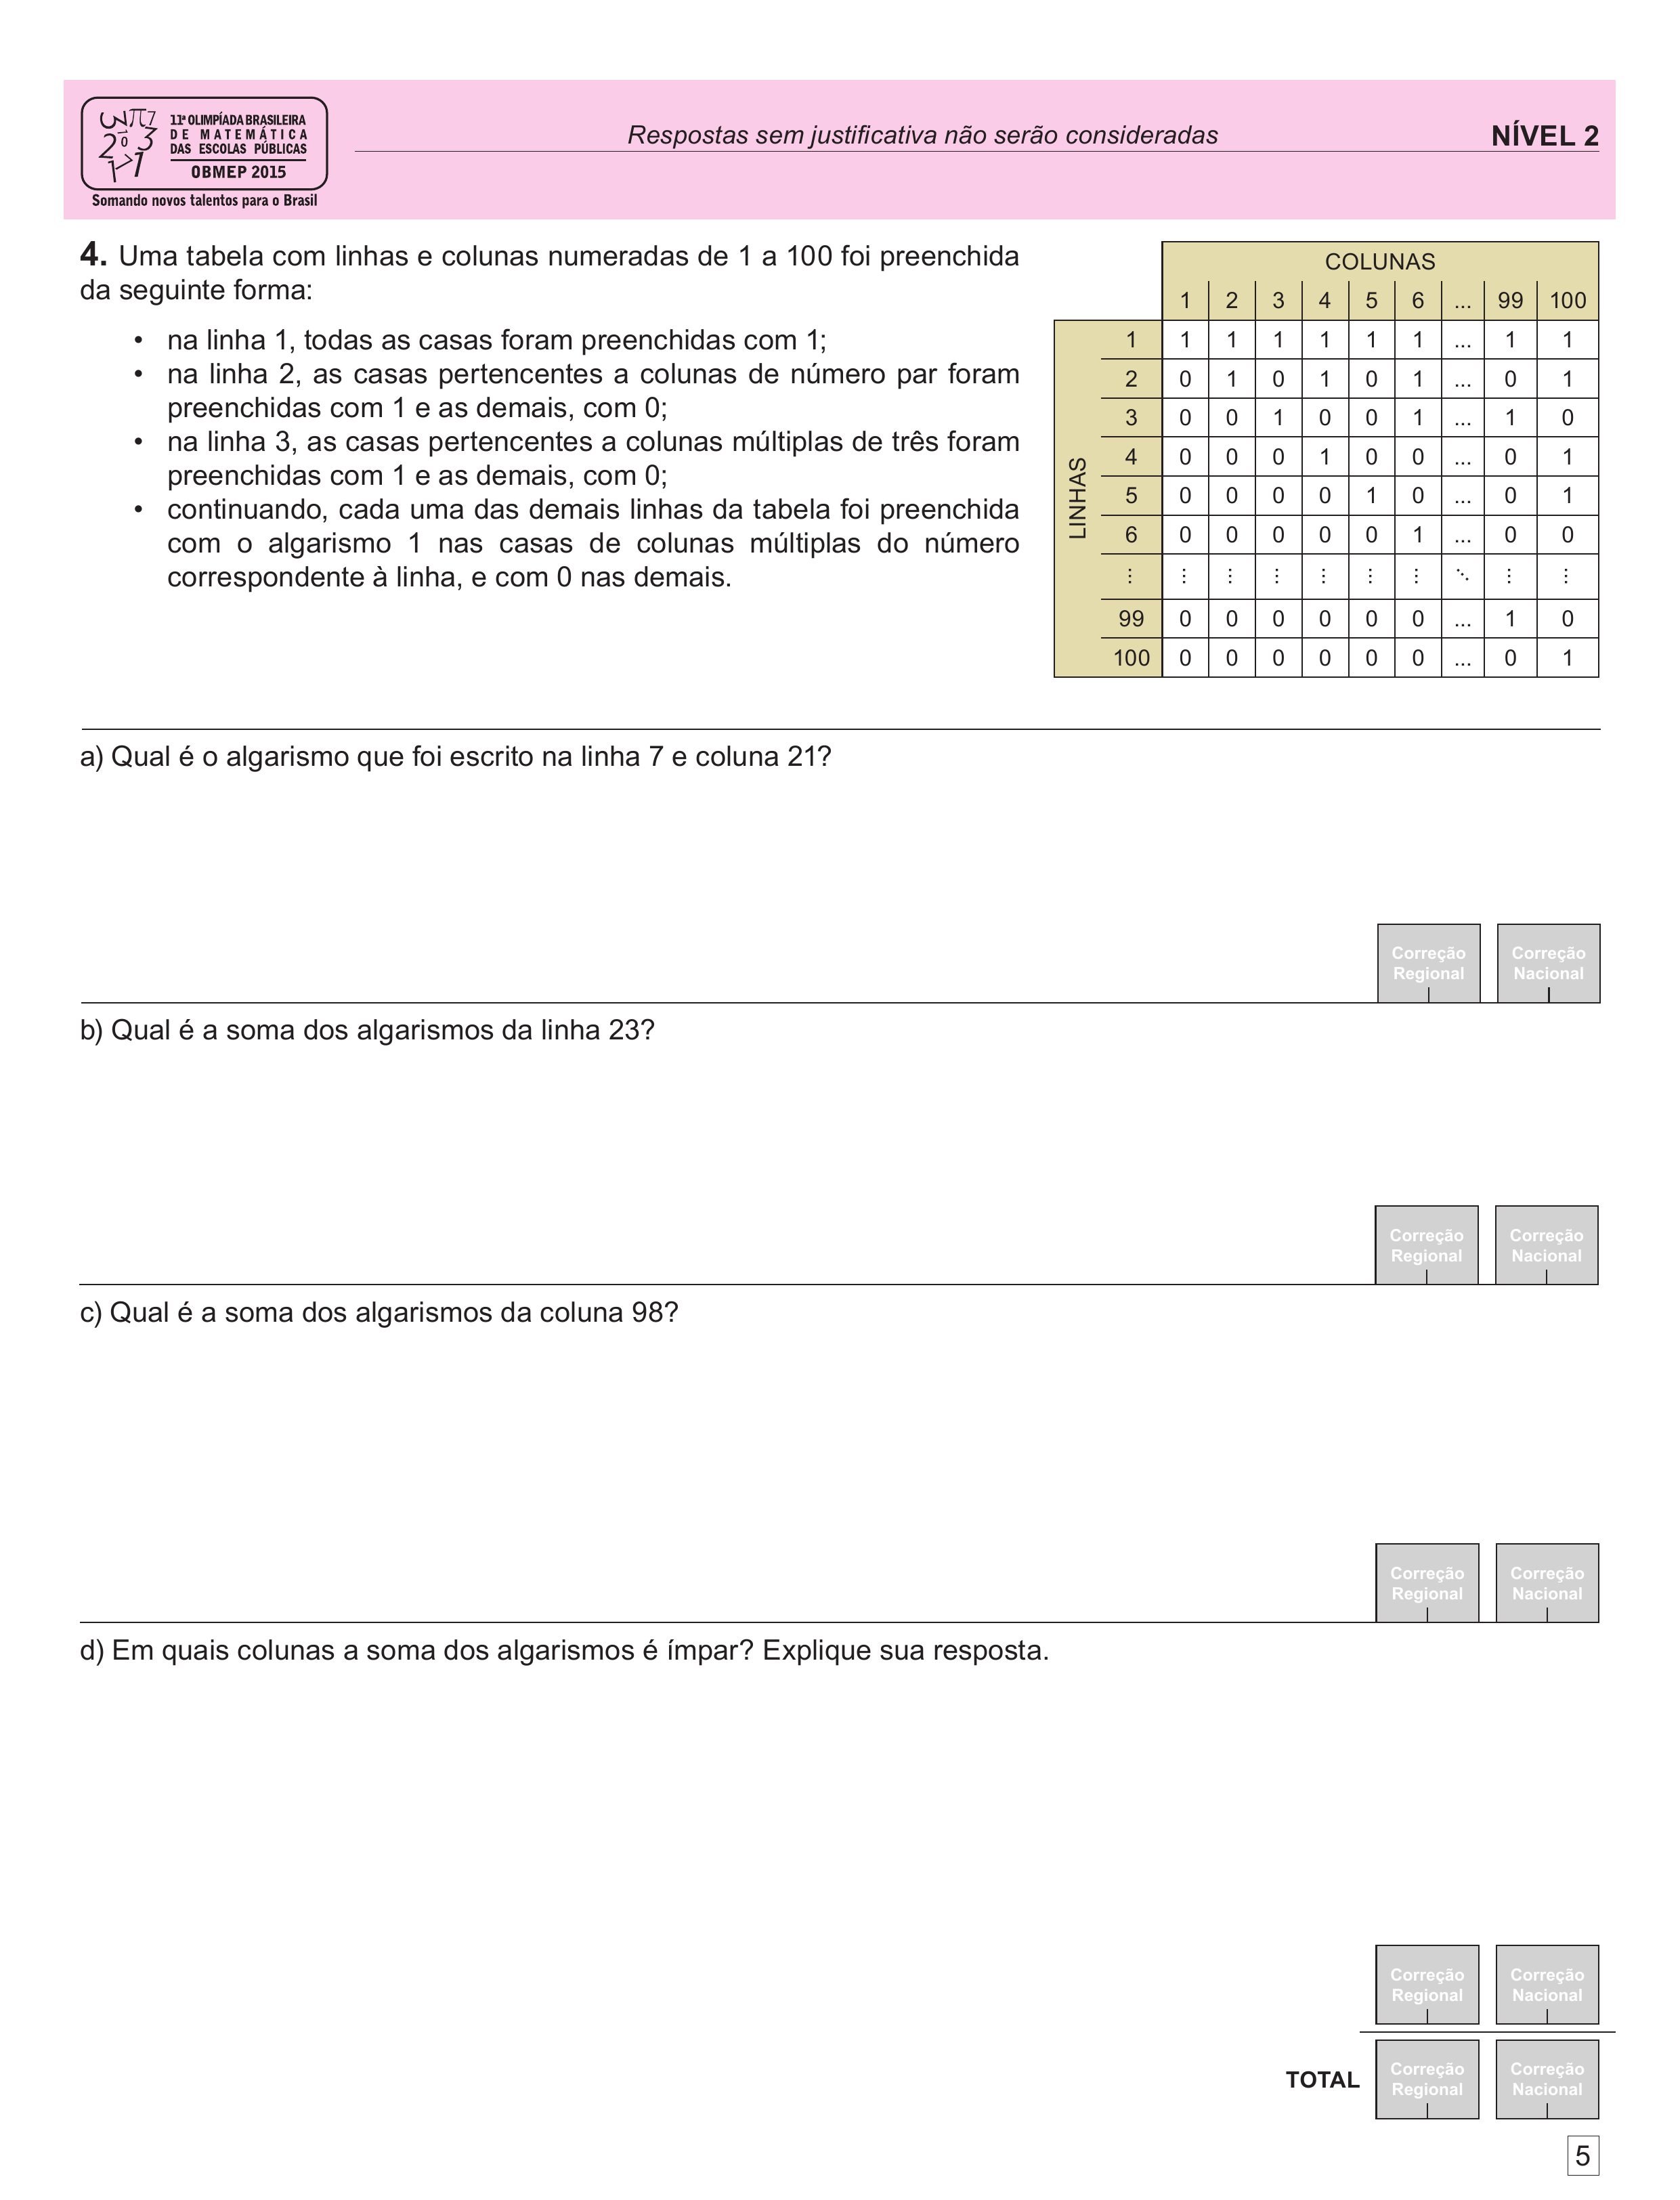 11ª OLIMPÍADA BRASILEIRA
DE MATEMÁTICA
DAS ESCOLAS PÚBLICAS
OBMEP 2015
Somando novos talentos para o Brasil
Respostas sem justificativa não serão consideradas
NÍVEL 2
4. Uma tabela com linhas e colunas numeradas de 1 a 100 foi preenchida
da seguinte forma:
• na linha 1, todas as casas foram preenchidas com 1;
• na linha 2, as casas pertencentes a colunas de número par foram
preenchidas com 1 e as demais, com 0;
• na linha 3, as casas pertencentes a colunas múltiplas de três foram
preenchidas com 1 e as demais, com 0;
• continuando, cada uma das demais linhas da tabela foi preenchida
com o algarismo 1 nas casas de colunas múltiplas do número
correspondente à linha, e com 0 nas demais.
COLUNAS
1 2 3 4 5 6 ... 99 100
LINHAS
1 1 1 1 1 1 1 ... 1 1
2 0 1 0 1 0 1 ... 0 1
3 0 0 1 0 0 1 ... 1 0
4 0 0 0 1 0 0 ... 0 1
5 0 0 0 0 1 0 ... 0 1
6 0 0 0 0 0 1 ... 0 0
⋮ ⋮ ⋮ ⋮ ⋮ ⋮ ⋮ ⋱ ⋮ ⋮
99 0 0 0 0 0 0 ... 1 0
100 0 0 0 0 0 0 ... 0 1
a) Qual é o algarismo que foi escrito na linha 7 e coluna 21?
Correção Correção
Regional Nacional
b) Qual é a soma dos algarismos da linha 23?
Correção Correção
Regional Nacional
c) Qual é a soma dos algarismos da coluna 98?
Correção Correção
Regional Nacional
d) Em quais colunas a soma dos algarismos é ímpar? Explique sua resposta.
Correção Correção
Regional Nacional
TOTAL
Correção Correção
Regional Nacional
5